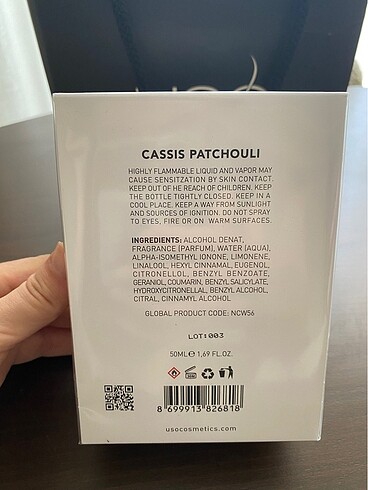 CASSIS PATCHOULI
HIGHLY FLAMMABLE LIQUID AND VAPOR MAY
CAUSE SENSITZATION BY SKIN CONTACT.
KEEP OUT OF HE REACH OF CHILDREN. KEEP
THE BOTTLE TIGHTLY CLOSED. KEEP IN A
COOL PLACE. KEEP A WAY FROM SUNLIGHT
AND SOURCES OF IGNITION. DO NOT SPRAY
TO EYES, FIRE OR ON WARM SURFACES.
INGREDIENTS: ALCOHOL DENAT,
FRAGRANCE (PARFUM), WATER (AQUA),
ALPHA-ISOMETHYL IONONE, LIMONENE,
LINALOOL, HEXYL CINNAMAL, EUGENOL,
CITRONELLOL, BENZYL BENZOATE,
GERANIOL, COUMARIN, BENZYL SALICYLATE,
HYDROXYCITRONELLAL, BENZYL ALCOHOL,
CITRAL, CINNAMYL ALCOHOL
GLOBAL PRODUCT CODE: NCW56
LOT:003
50ML℮ 1,69 FL.OZ.
8 699913 826818
usocosmetics.com